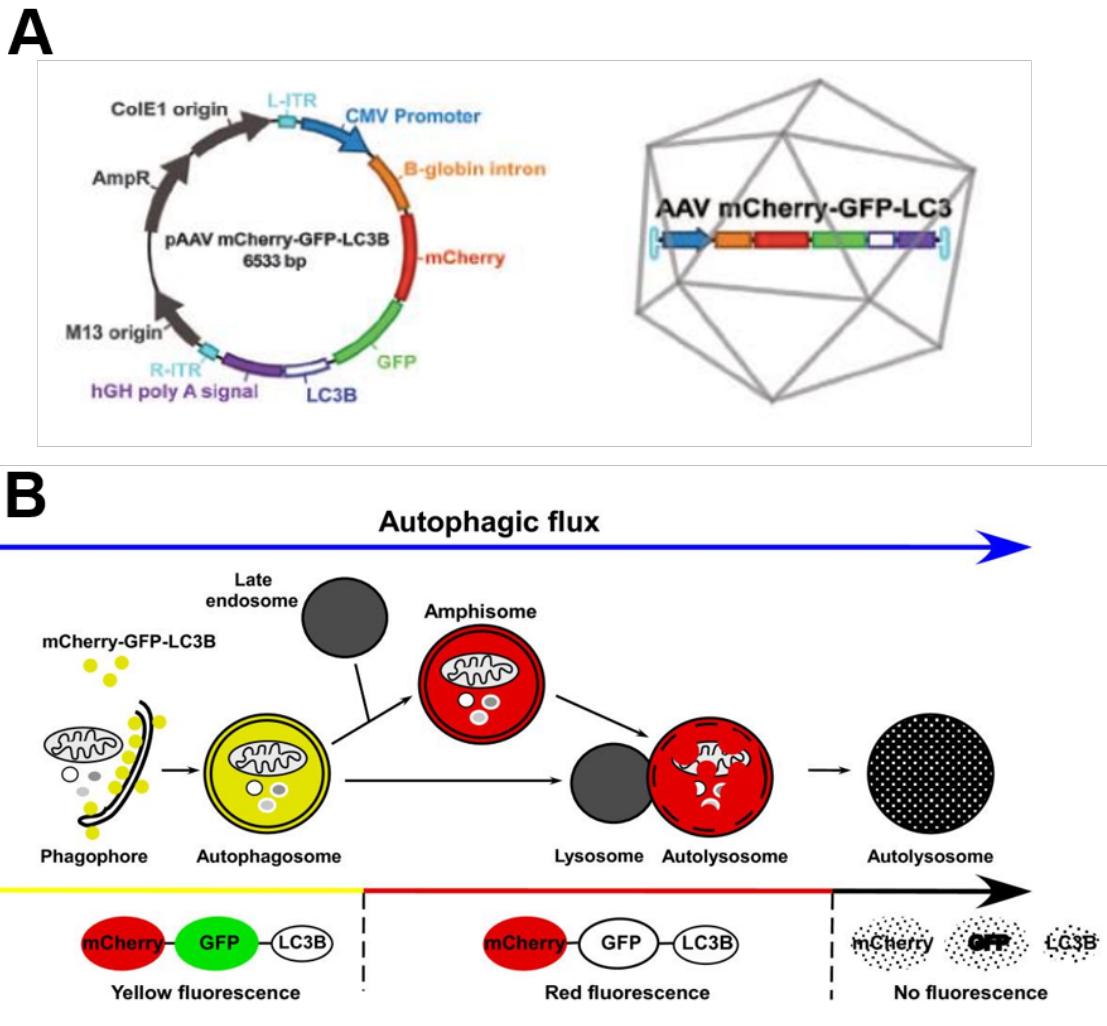 A
ColE1 origin
L-ITR
CMV Promoter
B-globin intron
AmpR
pAAV mCherry-GFP-LC3B
6533 bp
mCherry
M13 origin
R-ITR
GFP
hGH poly A signal
LC3B
AAV mCherry-GFP-LC3
B
Autophagic flux
Late
endosome
Amphisome
mCherry-GFP-LC3B
Phagophore
Autophagosome
Lysosome
Autolysosome
Autolysosome
mCherry
GFP
LC3B
mCherry
GFP
LC3B
mCherry
GFP
LC3B
Yellow fluorescence
Red fluorescence
No fluorescence